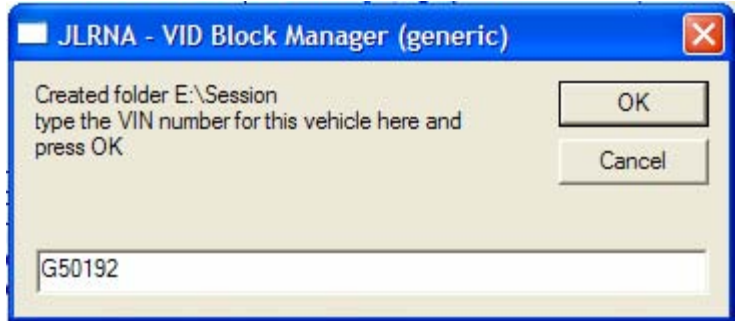 JLRNA - VID Block Manager (generic)
Created folder E:\Session
type the VIN number for this vehicle here and
press OK
OK
Cancel
G50192